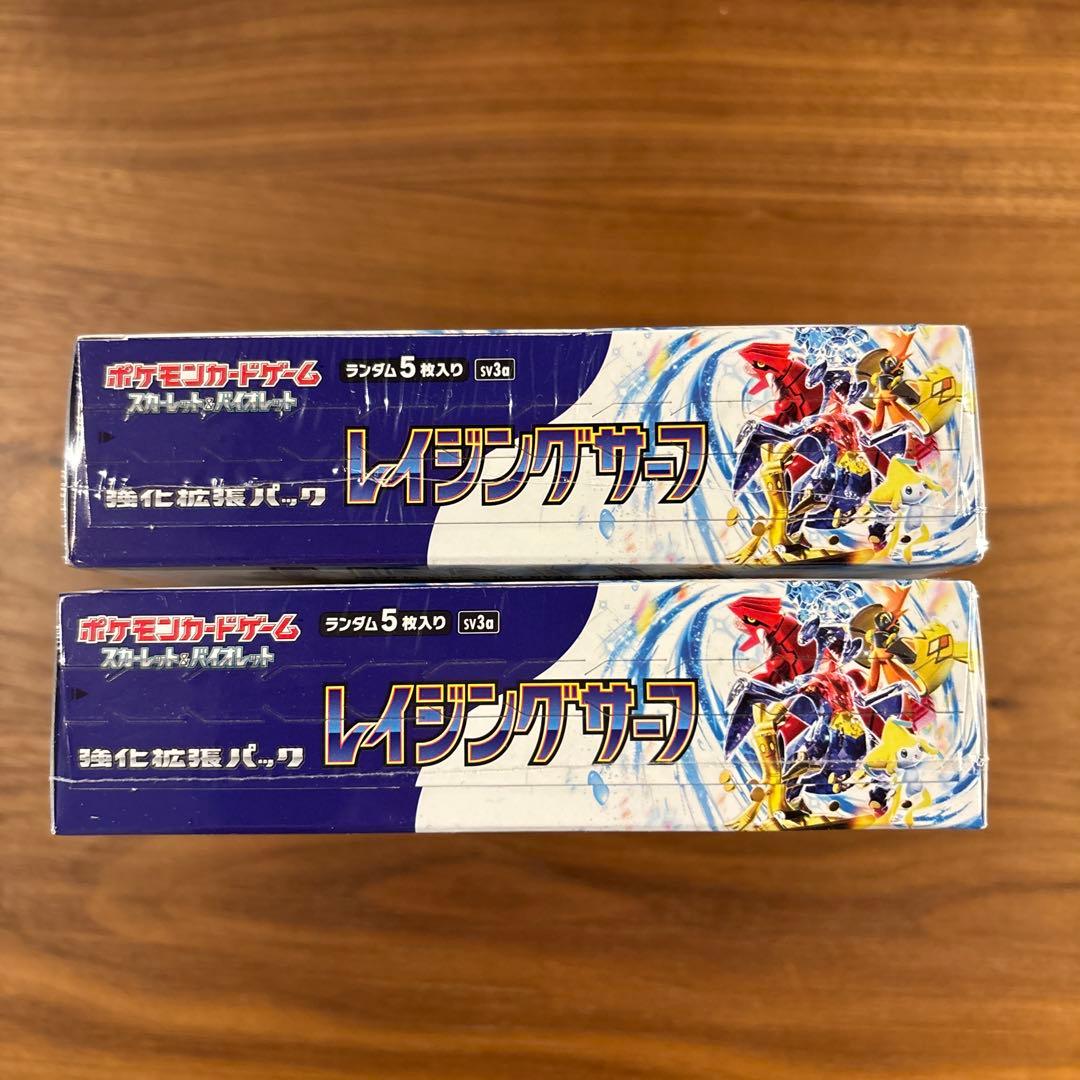 ポケモンカードゲーム
スカーレット&バイオレット
ランダム5枚入り sv3a
強化拡張パック レイジングサーフ
ポケモンカードゲーム
スカーレット&バイオレット
ランダム5枚入り sv3a
強化拡張パック レイジングサーフ